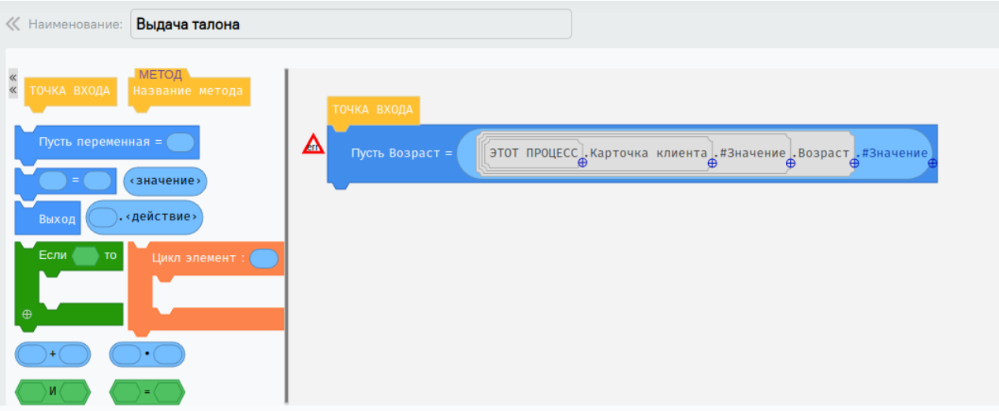 Наименование: Выдача талона
ТОЧКА ВХОДА
МЕТОД
Название метода
Пусть переменная =
=
‹значение›
Выход
.‹действие›
Если то
Цикл элемент :
+
•
И
=
ТОЧКА ВХОДА
err
Пусть Возраст = ЭТОТ ПРОЦЕСС.Карточка клиента.#Значение.Возраст.#Значение